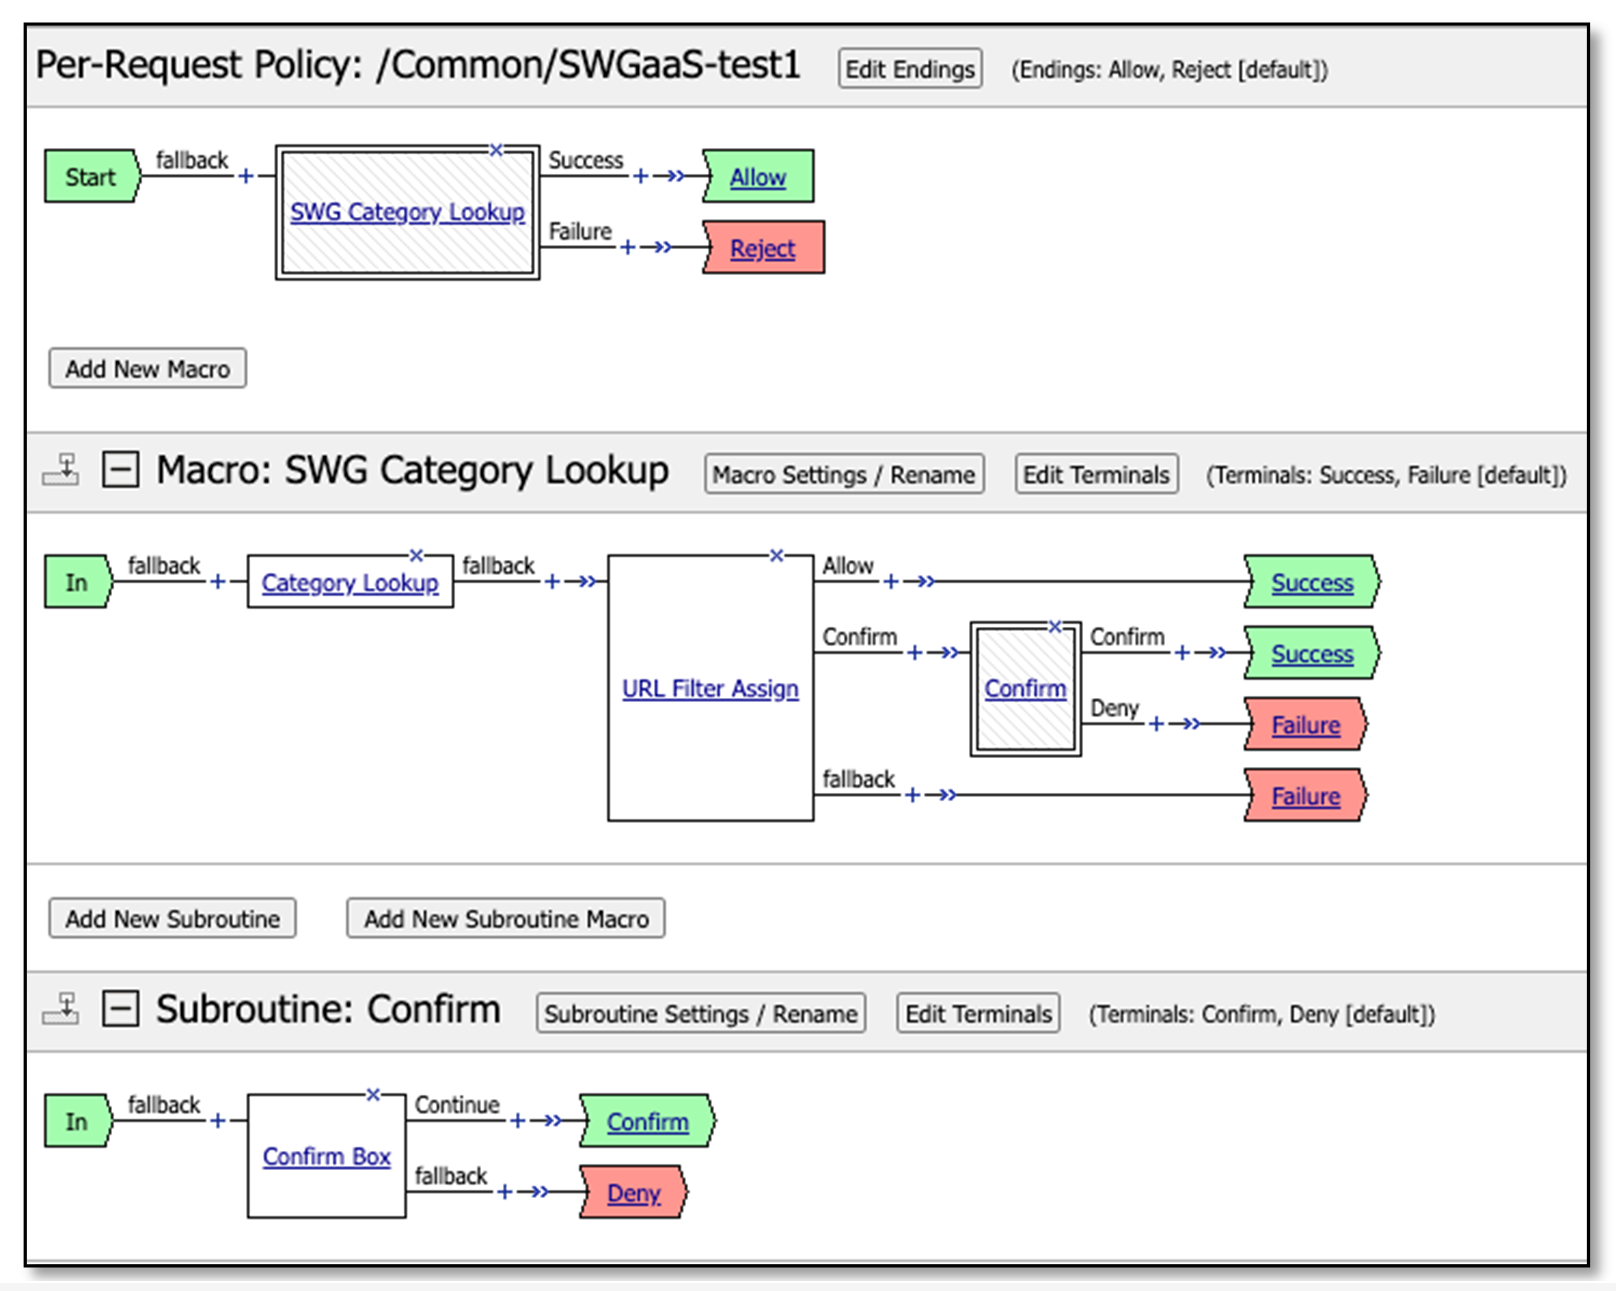 Per-Request Policy: /Common/SWGaaS-test1 Edit Endings (Endings: Allow, Reject [default])
Start fallback + SWG Category Lookup × Success + Allow
Failure + Reject
Add New Macro
Macro: SWG Category Lookup Macro Settings / Rename Edit Terminals (Terminals: Success, Failure [default])
In fallback + Category Lookup × fallback + URL Filter Assign × Allow + Success
Confirm + Confirm × Confirm + Success
Deny + Failure
fallback + Failure
Add New Subroutine Add New Subroutine Macro
Subroutine: Confirm Subroutine Settings / Rename Edit Terminals (Terminals: Confirm, Deny [default])
In fallback + Confirm Box × Continue + Confirm
fallback + Deny